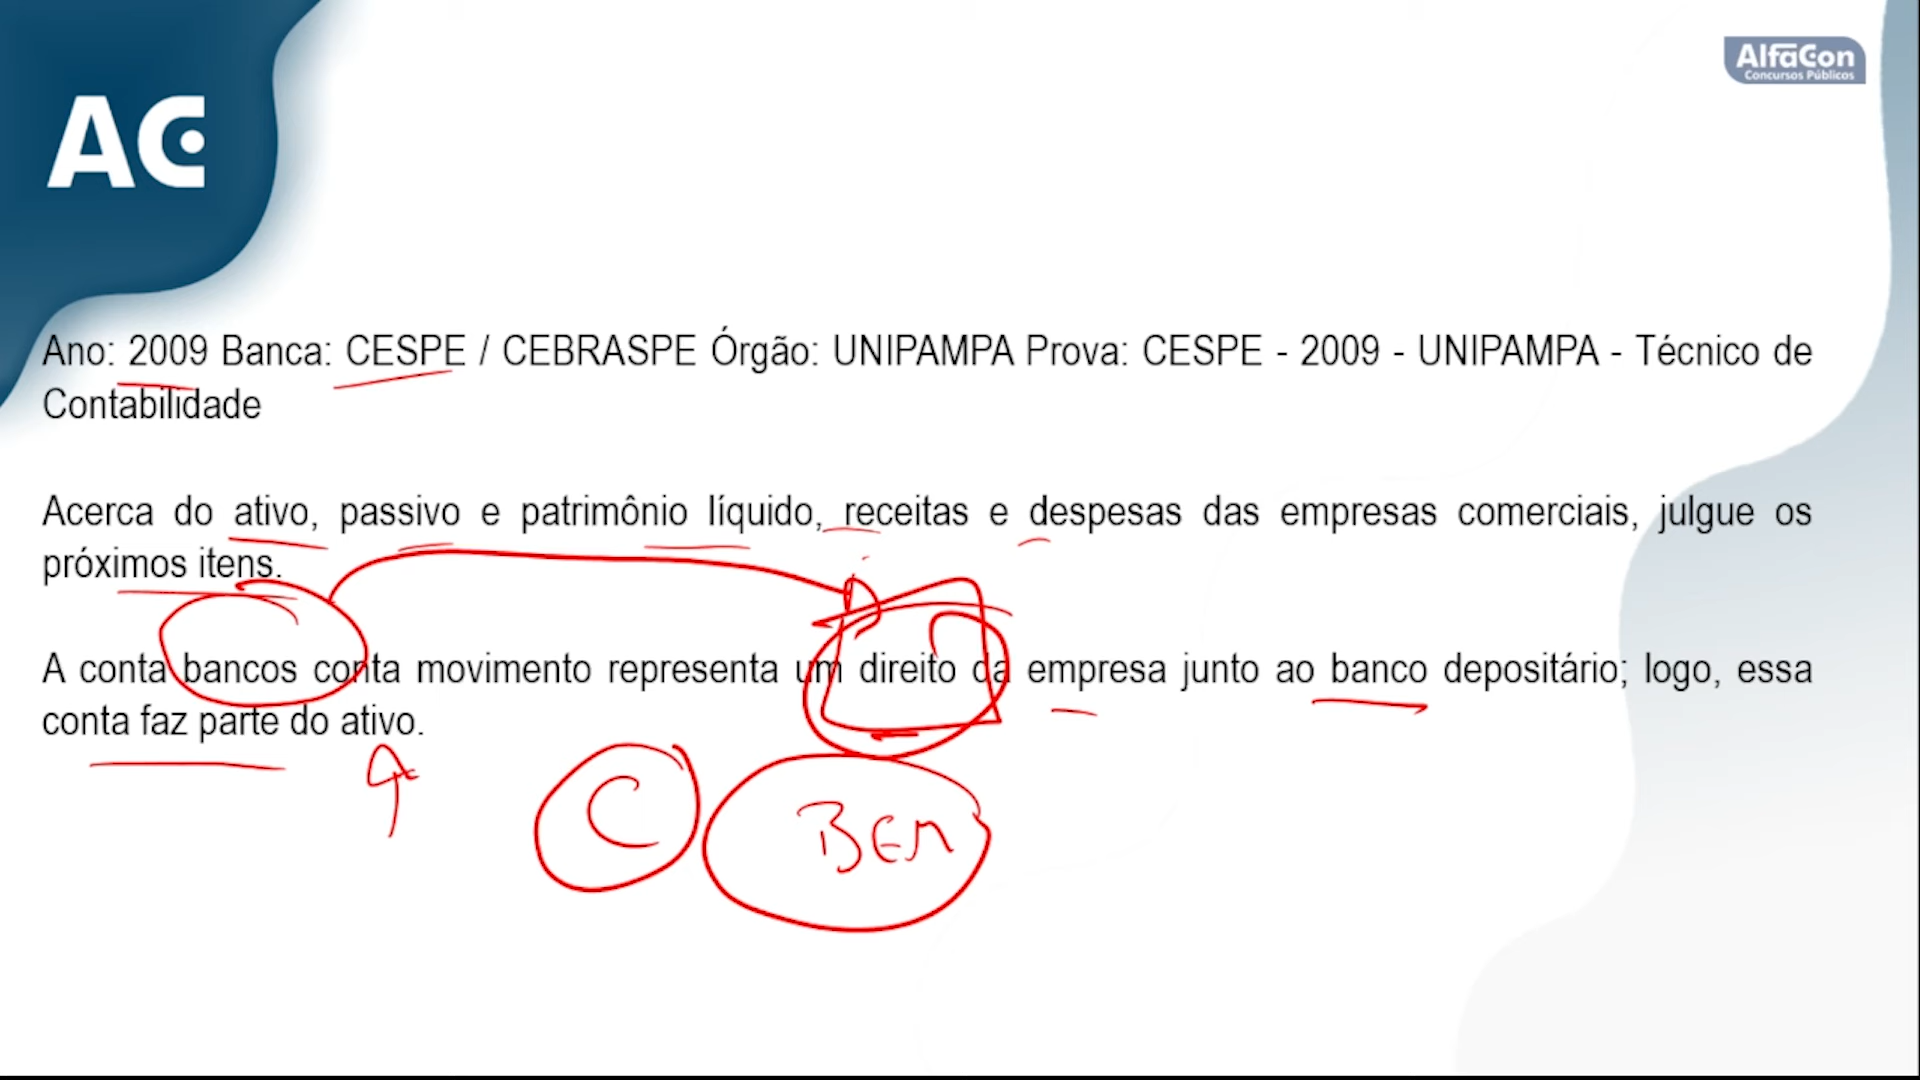 AlfaCon
Concursos Públicos
AC
Ano: 2009 Banca: CESPE / CEBRASPE Órgão: UNIPAMPA Prova: CESPE - 2009 - UNIPAMPA - Técnico de
Contabilidade
Acerca do ativo, passivo e patrimônio líquido, receitas e despesas das empresas comerciais, julgue os
próximos itens.
A conta bancos conta movimento representa um direito da empresa junto ao banco depositário; logo, essa
conta faz parte do ativo.
C
BEM